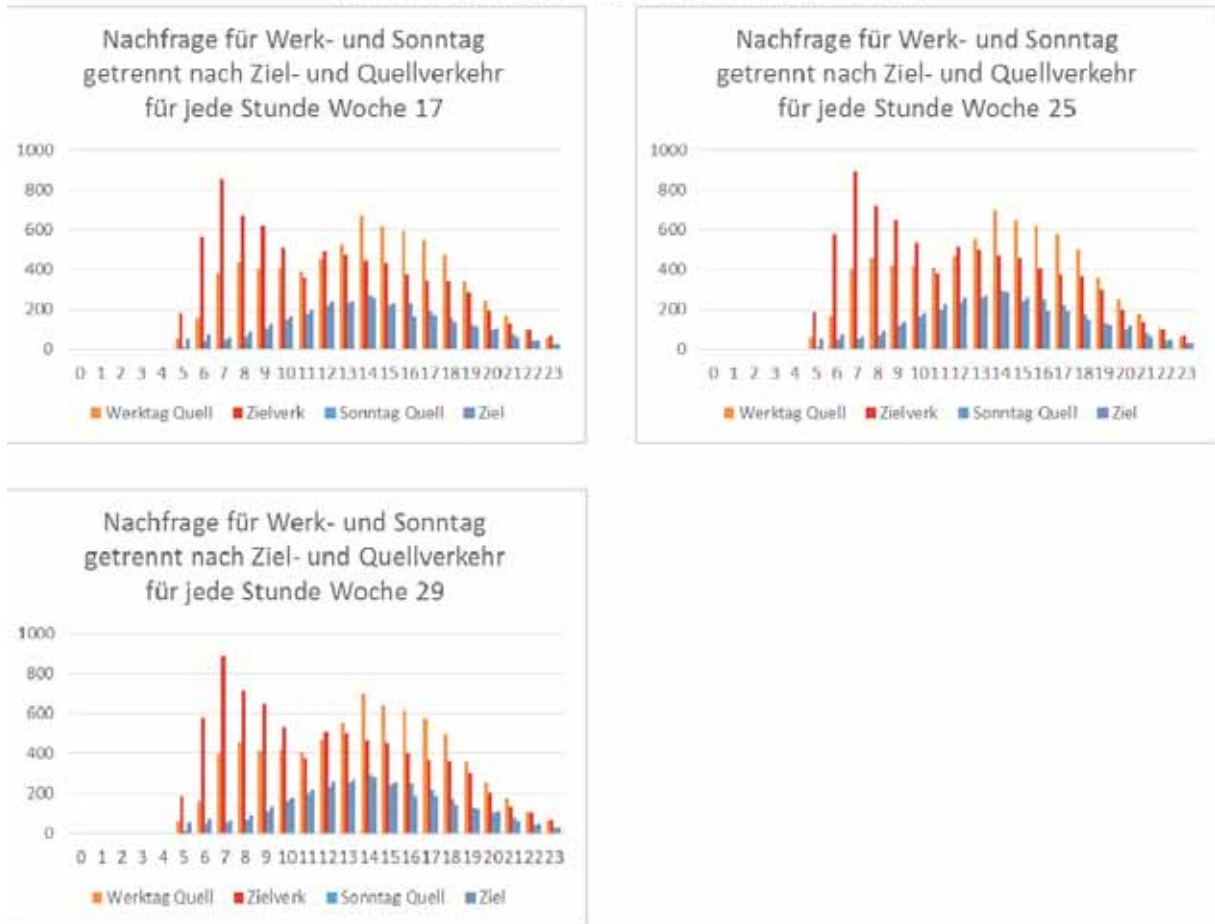 Nachfrage für Werk- und Sonntag
getrennt nach Ziel- und Quellverkehr
für jede Stunde Woche 17
1000
800
600
400
200
0
0 1 2 3 4 5 6 7 8 9 10 11 12 13 14 15 16 17 18 19 20 21 22 23
Werktag Quell Zielverk Sonntag Quell Ziel
Nachfrage für Werk- und Sonntag
getrennt nach Ziel- und Quellverkehr
für jede Stunde Woche 25
1000
800
600
400
200
0
0 1 2 3 4 5 6 7 8 9 10 11 12 13 14 15 16 17 18 19 20 21 22 23
Werktag Quell Zielverk Sonntag Quell Ziel
Nachfrage für Werk- und Sonntag
getrennt nach Ziel- und Quellverkehr
für jede Stunde Woche 29
1000
800
600
400
200
0
0 1 2 3 4 5 6 7 8 9 10 11 12 13 14 15 16 17 18 19 20 21 22 23
Werktag Quell Zielverk Sonntag Quell Ziel